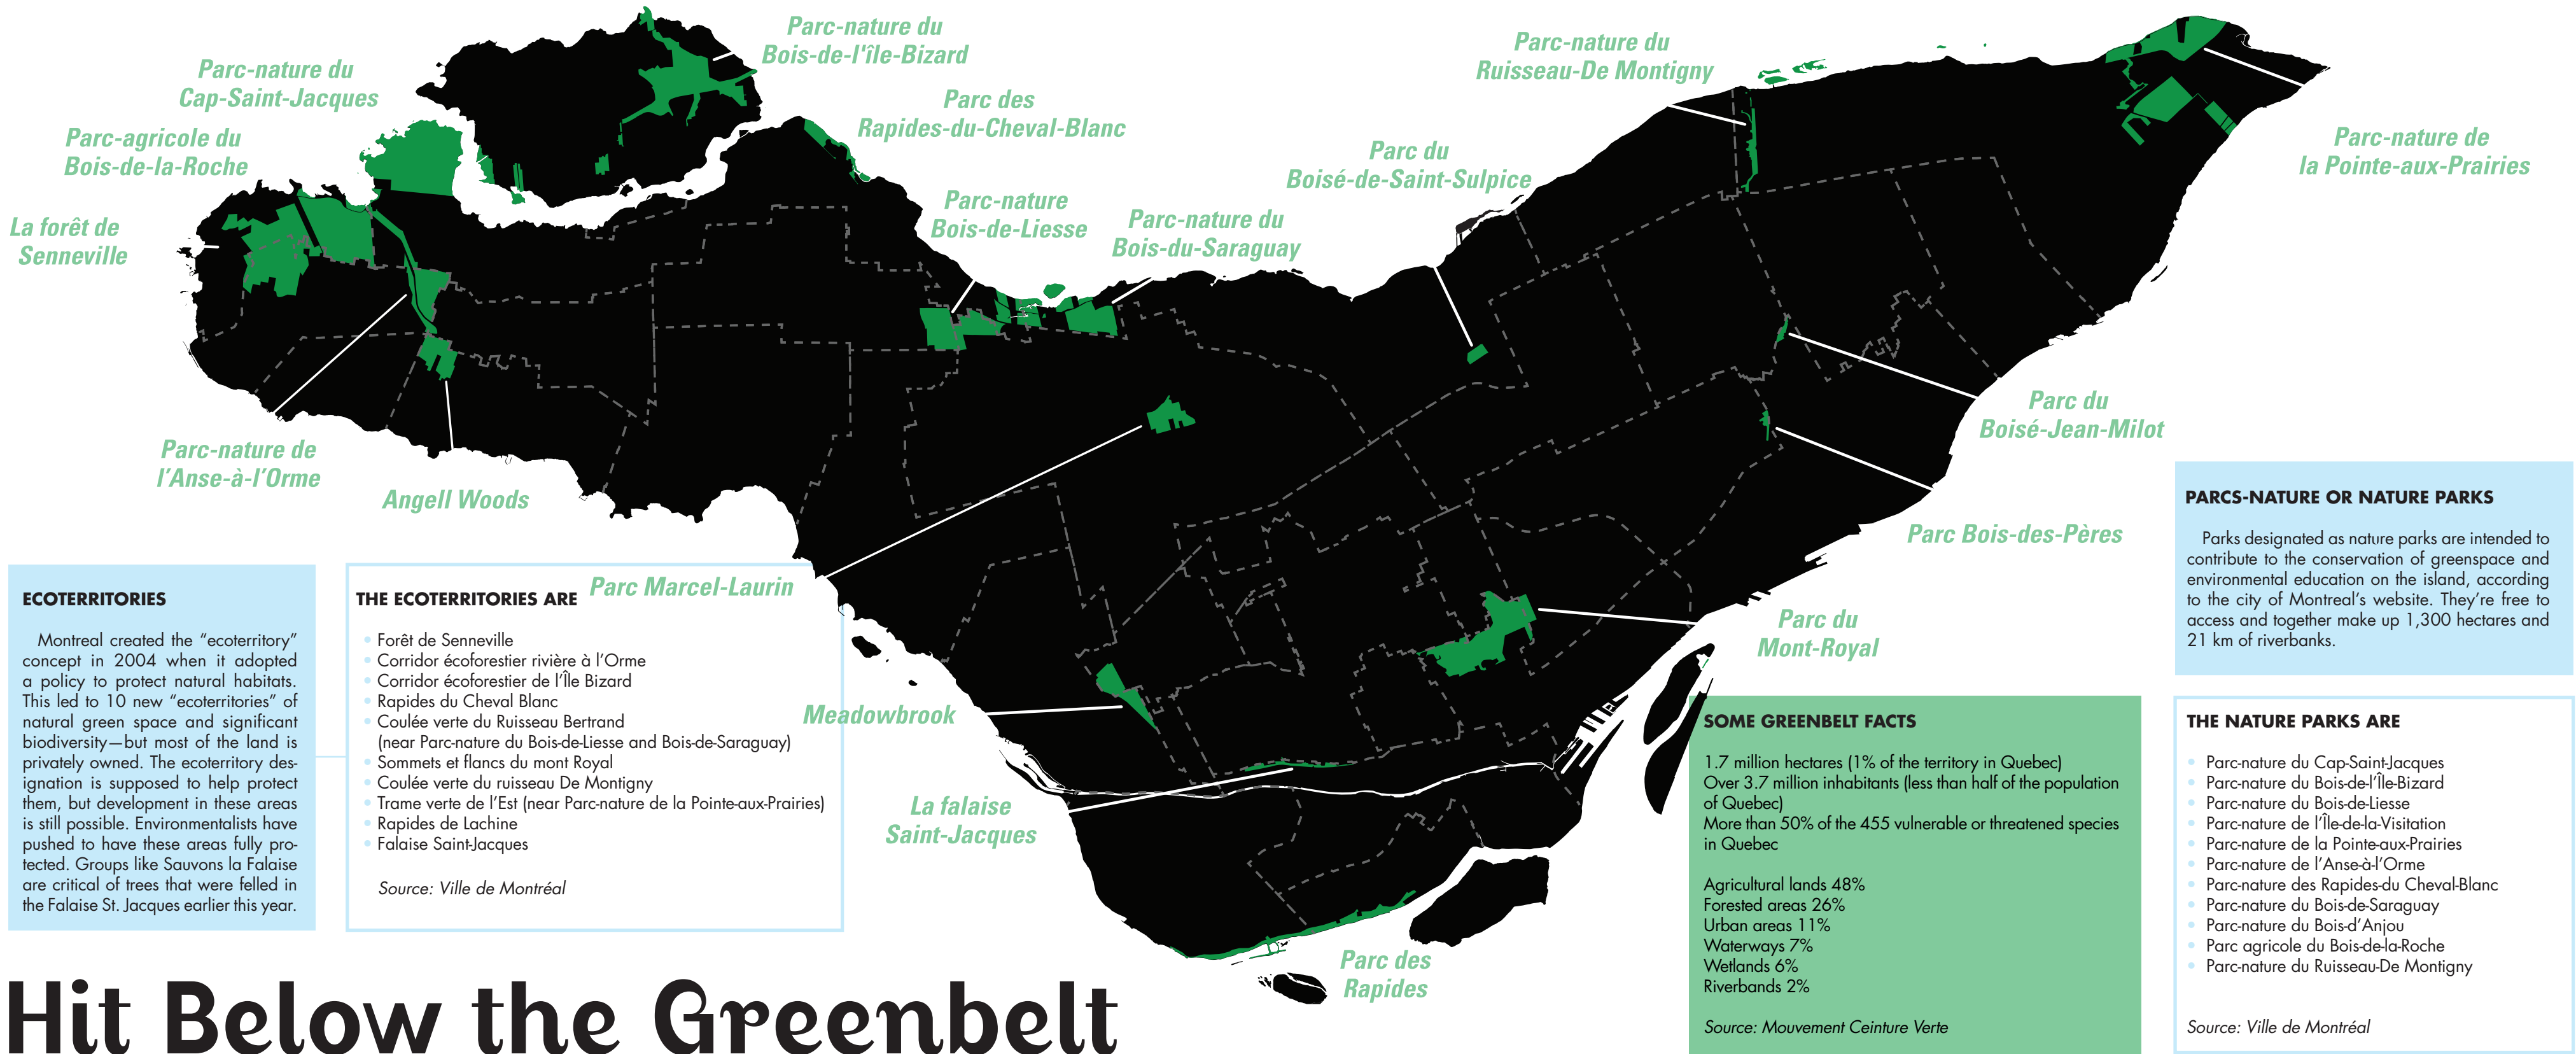 Parc-nature du
Bois-de-l'île-Bizard
Parc-nature du
Cap-Saint-Jacques
Parc des
Rapides-du-Cheval-Blanc
Parc-agricole du
Bois-de-la-Roche
La forêt de
Senneville
Parc-nature
Bois-de-Liesse
Parc-nature du
Bois-du-Saraguay
Parc-nature du
Ruisseau-De Montigny
Parc du
Boisé-de-Saint-Sulpice
Parc-nature de
la Pointe-aux-Prairies
Parc-nature de
l'Anse-à-l'Orme
Angell Woods
Parc du
Boisé-Jean-Milot
Parc Bois-des-Pères
Parc Marcel-Laurin
Parc du
Mont-Royal
Meadowbrook
La falaise
Saint-Jacques
Parc des
Rapides
ECOTERRITORIES
Montreal created the “ecoterritory”
concept in 2004 when it adopted
a policy to protect natural habitats.
This led to 10 new “ecoterritories” of
natural green space and significant
biodiversity—but most of the land is
privately owned. The ecoterritory des-
ignation is supposed to help protect
them, but development in these areas
is still possible. Environmentalists have
pushed to have these areas fully pro-
tected. Groups like Sauvons la Falaise
are critical of trees that were felled in
the Falaise St. Jacques earlier this year.
THE ECOTERRITORIES ARE
• Forêt de Senneville
• Corridor écoforestier rivière à l’Orme
• Corridor écoforestier de l’Île Bizard
• Rapides du Cheval Blanc
• Coulée verte du Ruisseau Bertrand
(near Parc-nature du Bois-de-Liesse and Bois-de-Saraguay)
• Sommets et flancs du mont Royal
• Coulée verte du ruisseau De Montigny
• Trame verte de l’Est (near Parc-nature de la Pointe-aux-Prairies)
• Rapides de Lachine
• Falaise Saint-Jacques
Source: Ville de Montréal
PARCS-NATURE OR NATURE PARKS
Parks designated as nature parks are intended to
contribute to the conservation of greenspace and
environmental education on the island, according
to the city of Montreal’s website. They’re free to
access and together make up 1,300 hectares and
21 km of riverbanks.
SOME GREENBELT FACTS
1.7 million hectares (1% of the territory in Quebec)
Over 3.7 million inhabitants (less than half of the population
of Quebec)
More than 50% of the 455 vulnerable or threatened species
in Quebec
Agricultural lands 48%
Forested areas 26%
Urban areas 11%
Waterways 7%
Wetlands 6%
Riverbands 2%
Source: Mouvement Ceinture Verte
THE NATURE PARKS ARE
• Parc-nature du Cap-Saint-Jacques
• Parc-nature du Bois-de-l’Île-Bizard
• Parc-nature du Bois-de-Liesse
• Parc-nature de l’Île-de-la-Visitation
• Parc-nature de la Pointe-aux-Prairies
• Parc-nature de l’Anse-à-l’Orme
• Parc-nature des Rapides-du Cheval-Blanc
• Parc-nature du Bois-de-Saraguay
• Parc-nature du Bois-d’Anjou
• Parc agricole du Bois-de-la-Roche
• Parc-nature du Ruisseau-De Montigny
Source: Ville de Montréal
Hit Below the Greenbelt